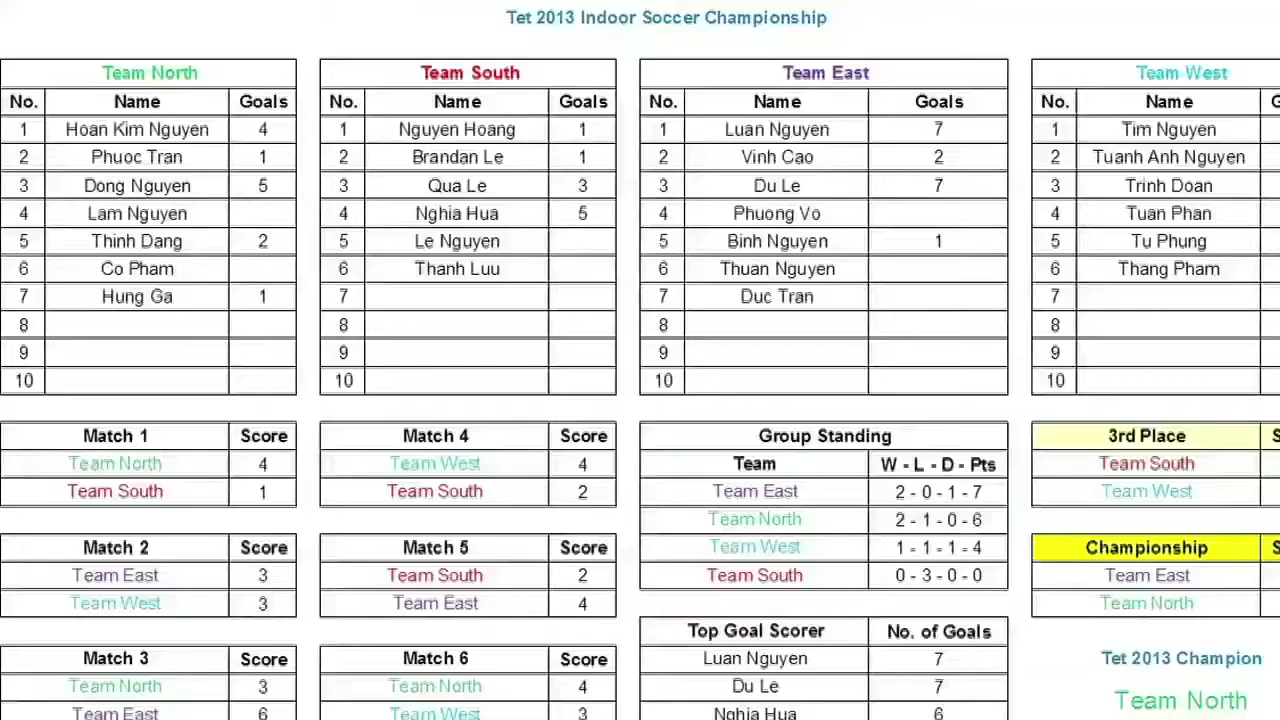 Tet 2013 Indoor Soccer Championship
Team North
No. Name Goals
1 Hoan Kim Nguyen 4
2 Phuoc Tran 1
3 Dong Nguyen 5
4 Lam Nguyen
5 Thinh Dang 2
6 Co Pham
7 Hung Ga 1
8
9
10
Team South
No. Name Goals
1 Nguyen Hoang 1
2 Brandan Le 1
3 Qua Le 3
4 Nghia Hua 5
5 Le Nguyen
6 Thanh Luu
7
8
9
10
Team East
No. Name Goals
1 Luan Nguyen 7
2 Vinh Cao 2
3 Du Le 7
4 Phuong Vo
5 Binh Nguyen 1
6 Thuan Nguyen
7 Duc Tran
8
9
10
Team West
No. Name
1 Tim Nguyen
2 Tuanh Anh Nguyen
3 Trinh Doan
4 Tuan Phan
5 Tu Phung
6 Thang Pham
7
8
9
10
Match 1 Score
Team North 4
Team South 1
Match 2 Score
Team East 3
Team West 3
Match 3 Score
Team North 3
Team East 6
Match 4 Score
Team West 4
Team South 2
Match 5 Score
Team South 2
Team East 4
Match 6 Score
Team North 4
Team West 3
Group Standing
Team W - L - D - Pts
Team East 2 - 0 - 1 - 7
Team North 2 - 1 - 0 - 6
Team West 1 - 1 - 1 - 4
Team South 0 - 3 - 0 - 0
Top Goal Scorer No. of Goals
Luan Nguyen 7
Du Le 7
Nghia Hua 6
3rd Place
Team South
Team West
Championship
Team East
Team North
Tet 2013 Champion
Team North